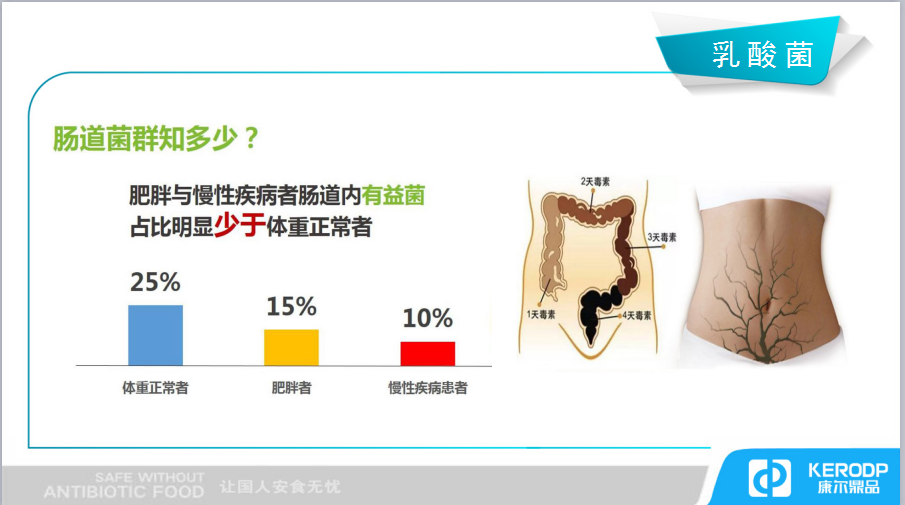 乳酸菌
肠道菌群知多少？
肥胖与慢性疾病者肠道内有益菌
占比明显少于体重正常者
25%
15%
10%
体重正常者
肥胖者
慢性疾病患者
2天毒素
3天毒素
1天毒素
4天毒素
SAFE WITHOUT
ANTIBIOTIC FOOD
让国人安食无忧
KERODP
康尔鼎品